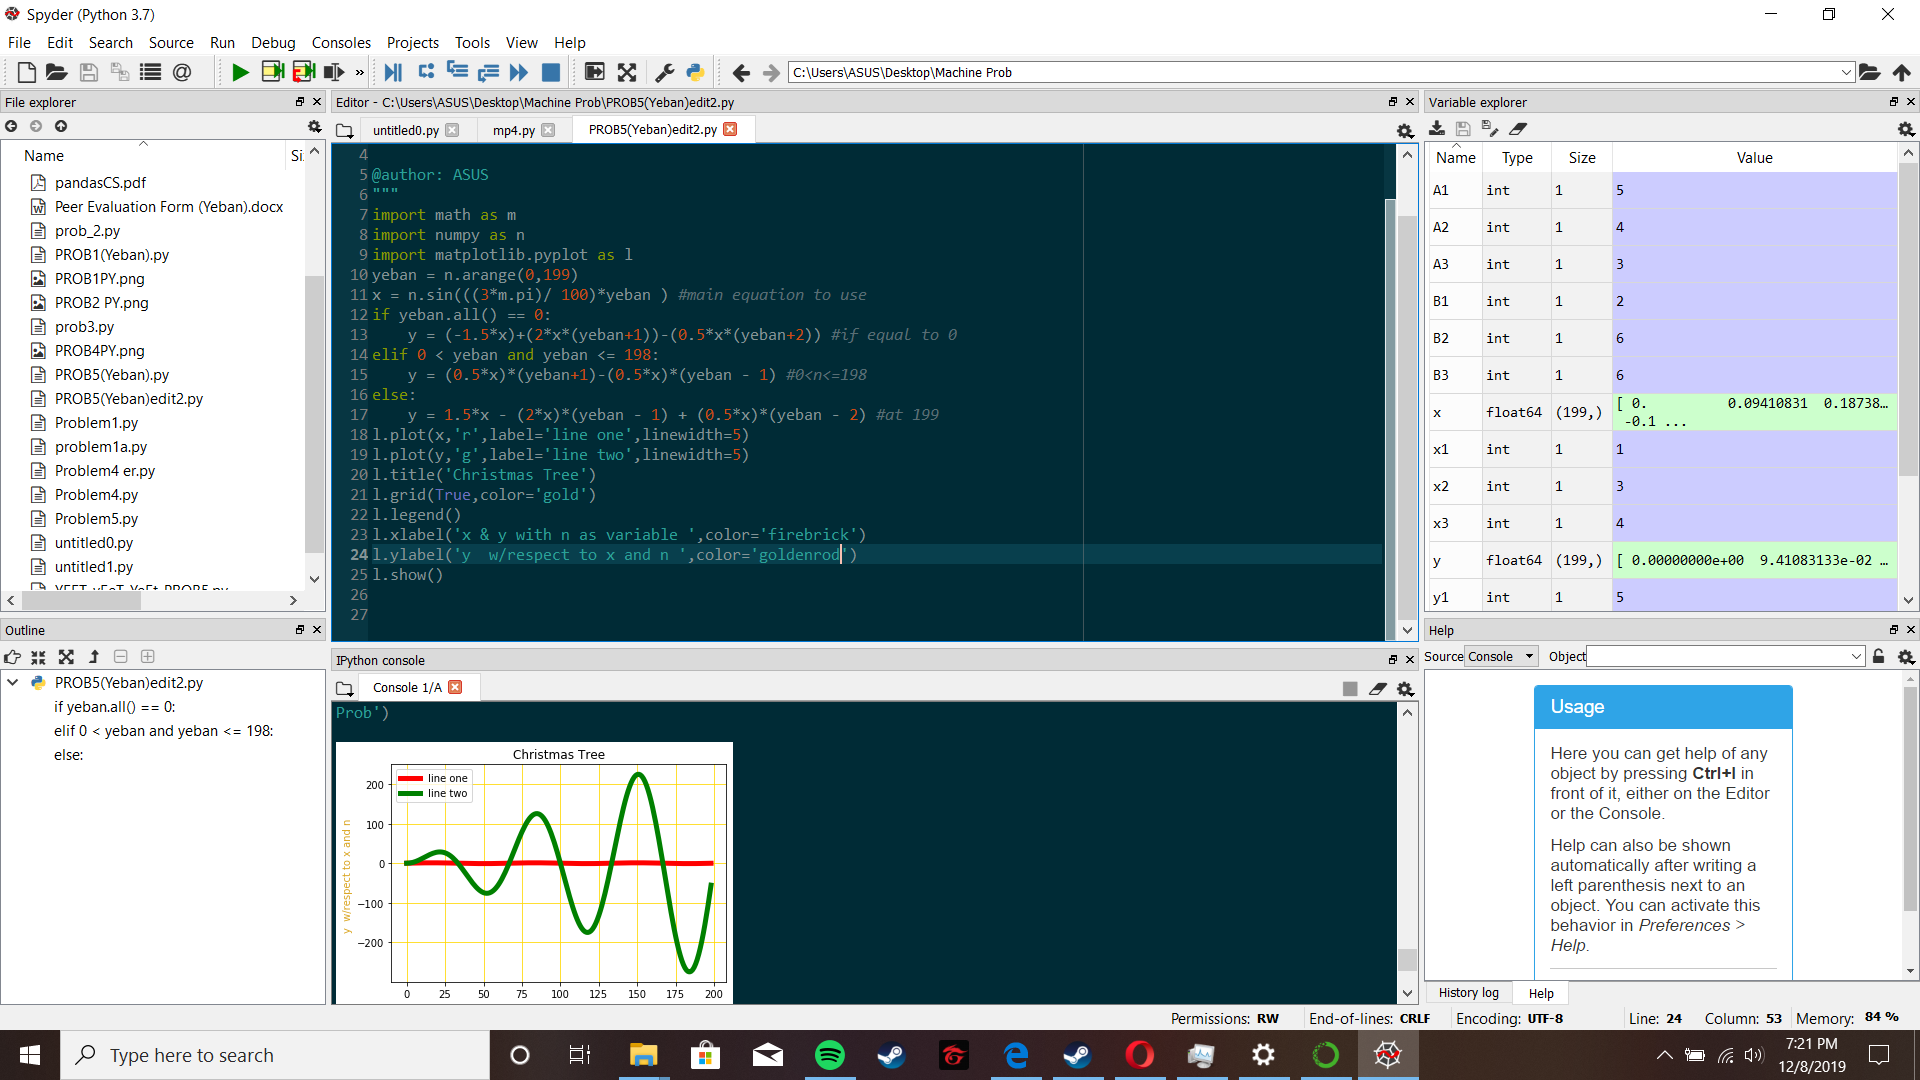 Spyder (Python 3.7)
File Edit Search Source Run Debug Consoles Projects Tools View Help
C:\Users\ASUS\Desktop\Machine Prob
File explorer
Name Si
pandasCS.pdf
Peer Evaluation Form (Yeban).docx
prob_2.py
PROB1(Yeban).py
PROB1PY.png
PROB2 PY.png
prob3.py
PROB4PY.png
PROB5(Yeban).py
PROB5(Yeban)edit2.py
Problem1.py
problem1a.py
Problem4 er.py
Problem4.py
Problem5.py
untitled0.py
untitled1.py
Outline
PROB5(Yeban)edit2.py
if yeban.all() == 0:
elif 0 < yeban and yeban <= 198:
else:
Editor - C:\Users\ASUS\Desktop\Machine Prob\PROB5(Yeban)edit2.py
untitled0.py mp4.py PROB5(Yeban)edit2.py
4
5 @author: ASUS
6 """
7 import math as m
8 import numpy as n
9 import matplotlib.pyplot as l
10 yeban = n.arange(0,199)
11 x = n.sin(((3*m.pi)/ 100)*yeban ) #main equation to use
12 if yeban.all() == 0:
13     y = (-1.5*x)+(2*x*(yeban+1))-(0.5*x*(yeban+2)) #if equal to 0
14 elif 0 < yeban and yeban <= 198:
15     y = (0.5*x)*(yeban+1)-(0.5*x)*(yeban - 1) #0<n<=198
16 else:
17     y = 1.5*x - (2*x)*(yeban - 1) + (0.5*x)*(yeban - 2) #at 199
18 l.plot(x,'r',label='line one',linewidth=5)
19 l.plot(y,'g',label='line two',linewidth=5)
20 l.title('Christmas Tree')
21 l.grid(True,color='gold')
22 l.legend()
23 l.xlabel('x & y with n as variable ',color='firebrick')
24 l.ylabel('y  w/respect to x and n ',color='goldenrod')
25 l.show()
26
27
IPython console
Console 1/A
Prob')
Christmas Tree
line one
line two
200
100
0
−100
−200
y w/respect to x and n
0 25 50 75 100 125 150 175 200
Variable explorer
Name Type Size Value
A1 int 1 5
A2 int 1 4
A3 int 1 3
B1 int 1 2
B2 int 1 6
B3 int 1 6
x float64 (199,) [ 0. 0.09410831 0.18738…
-0.1 ...
x1 int 1 1
x2 int 1 3
x3 int 1 4
y float64 (199,) [ 0.00000000e+00 9.41083133e-02 …
y1 int 1 5
Help
Source Console Object
Usage
Here you can get help of any
object by pressing Ctrl+I in
front of it, either on the Editor
or the Console.
Help can also be shown
automatically after writing a
left parenthesis next to an
object. You can activate this
behavior in Preferences >
Help.
History log Help
Permissions: RW End-of-lines: CRLF Encoding: UTF-8 Line: 24 Column: 53 Memory: 84 %
Type here to search
7:21 PM
12/8/2019